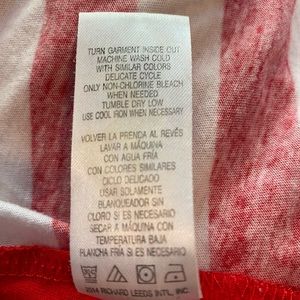 TURN GARMENT INSIDE OUT
MACHINE WASH COLD
WITH SIMILAR COLORS
DELICATE CYCLE
ONLY NON-CHLORINE BLEACH
WHEN NEEDED
TUMBLE DRY LOW
USE COOL IRON WHEN NECESSARY
VOLVER LA PRENDA AL REVÉS
LAVAR A MÁQUINA
CON AGUA FRÍA
CON COLORES SIMILARES
CICLO DELICADO
USAR SOLAMENTE
BLANQUEADOR SIN
CLORO SI ES NECESARIO
SECAR A MÁQUINA CON
TEMPERATURA BAJA
PLANCHA FRÍA SI ES NECESARIO
2014 RICHARD LEEDS INT'L, INC.